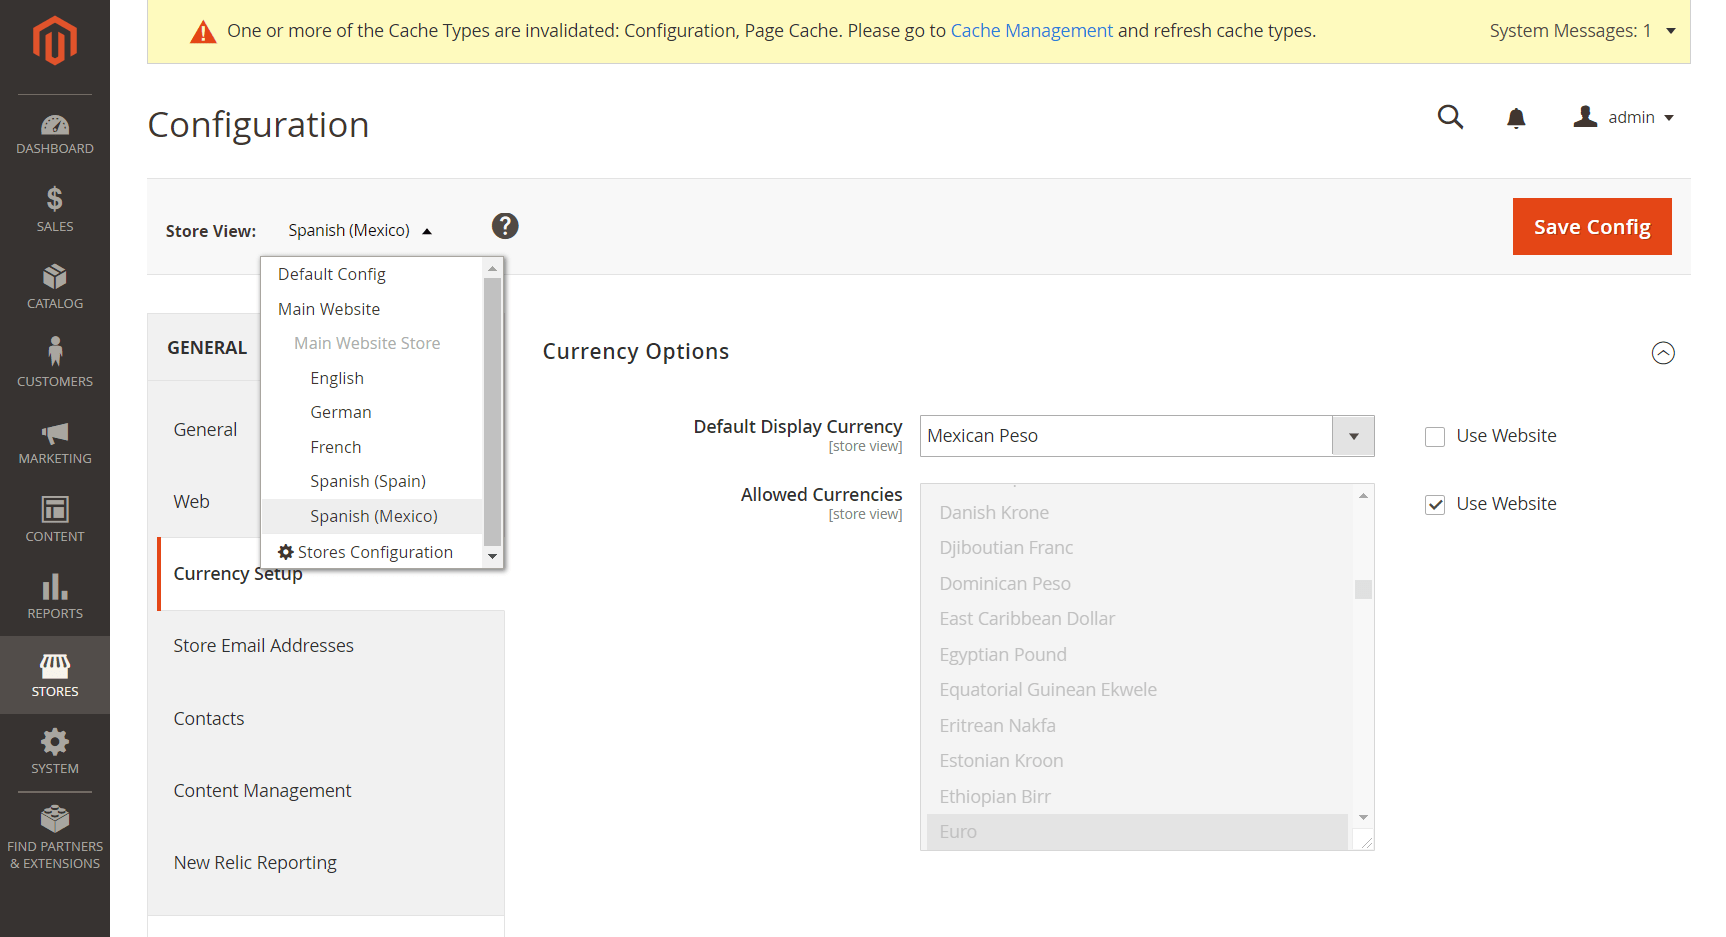 One or more of the Cache Types are invalidated: Configuration, Page Cache. Please go to Cache Management and refresh cache types.
System Messages: 1
Configuration
admin
DASHBOARD
SALES
CATALOG
CUSTOMERS
MARKETING
CONTENT
REPORTS
STORES
SYSTEM
FIND PARTNERS
& EXTENSIONS
Store View:
Spanish (Mexico)
?
Save Config
Default Config
Main Website
Main Website Store
English
German
French
Spanish (Spain)
Spanish (Mexico)
Stores Configuration
GENERAL
General
Web
Currency Setup
Store Email Addresses
Contacts
Content Management
New Relic Reporting
Currency Options
Default Display Currency
[store view]
Mexican Peso
Use Website
Allowed Currencies
[store view]
Use Website
Danish Krone
Djiboutian Franc
Dominican Peso
East Caribbean Dollar
Egyptian Pound
Equatorial Guinean Ekwele
Eritrean Nakfa
Estonian Kroon
Ethiopian Birr
Euro